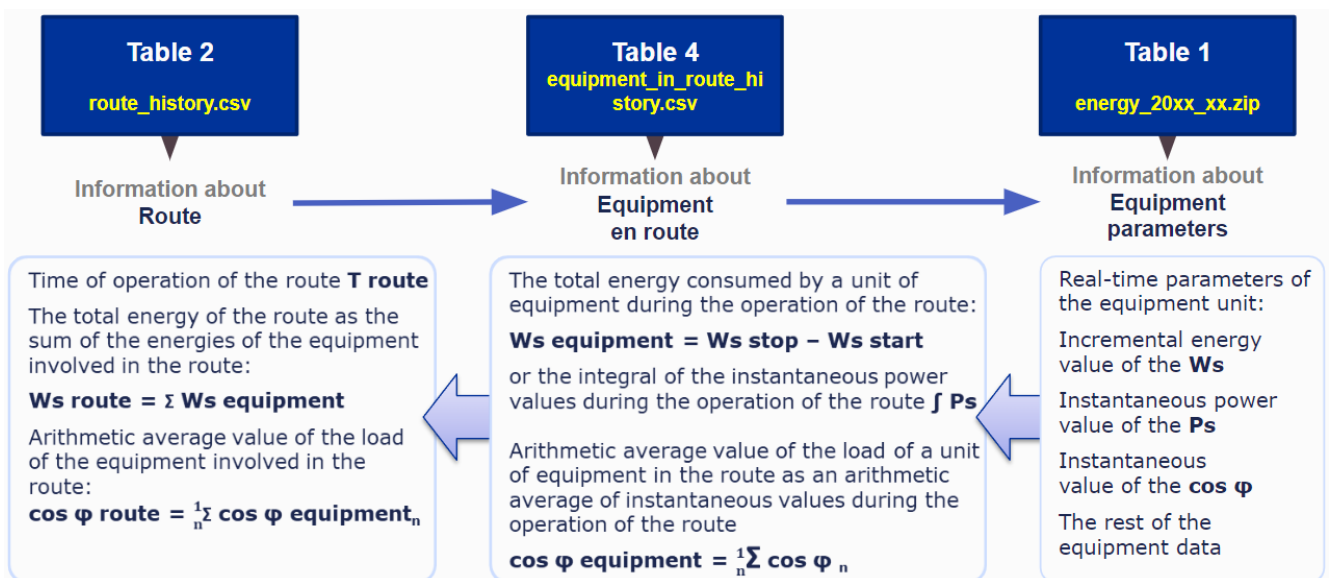 Table 2
route_history.csv
Table 4
equipment_in_route_hi
story.csv
Table 1
energy_20xx_xx.zip
Information about
Route
Information about
Equipment
en route
Information about
Equipment
parameters
Time of operation of the route T route
The total energy of the route as the
sum of the energies of the equipment
involved in the route:
Ws route = Σ Ws equipment
Arithmetic average value of the load
of the equipment involved in the
route:
cos φ route = 1/n Σ cos φ equipmentₙ
The total energy consumed by a unit of
equipment during the operation of the route:
Ws equipment = Ws stop – Ws start
or the integral of the instantaneous power
values during the operation of the route ∫ Ps
Arithmetic average value of the load of a unit
of equipment in the route as an arithmetic
average of instantaneous values during the
operation of the route
cos φ equipment = 1/n Σ cos φ ₙ
Real-time parameters of
the equipment unit:
Incremental energy
value of the Ws
Instantaneous power
value of the Ps
Instantaneous
value of the cos φ
The rest of the
equipment data